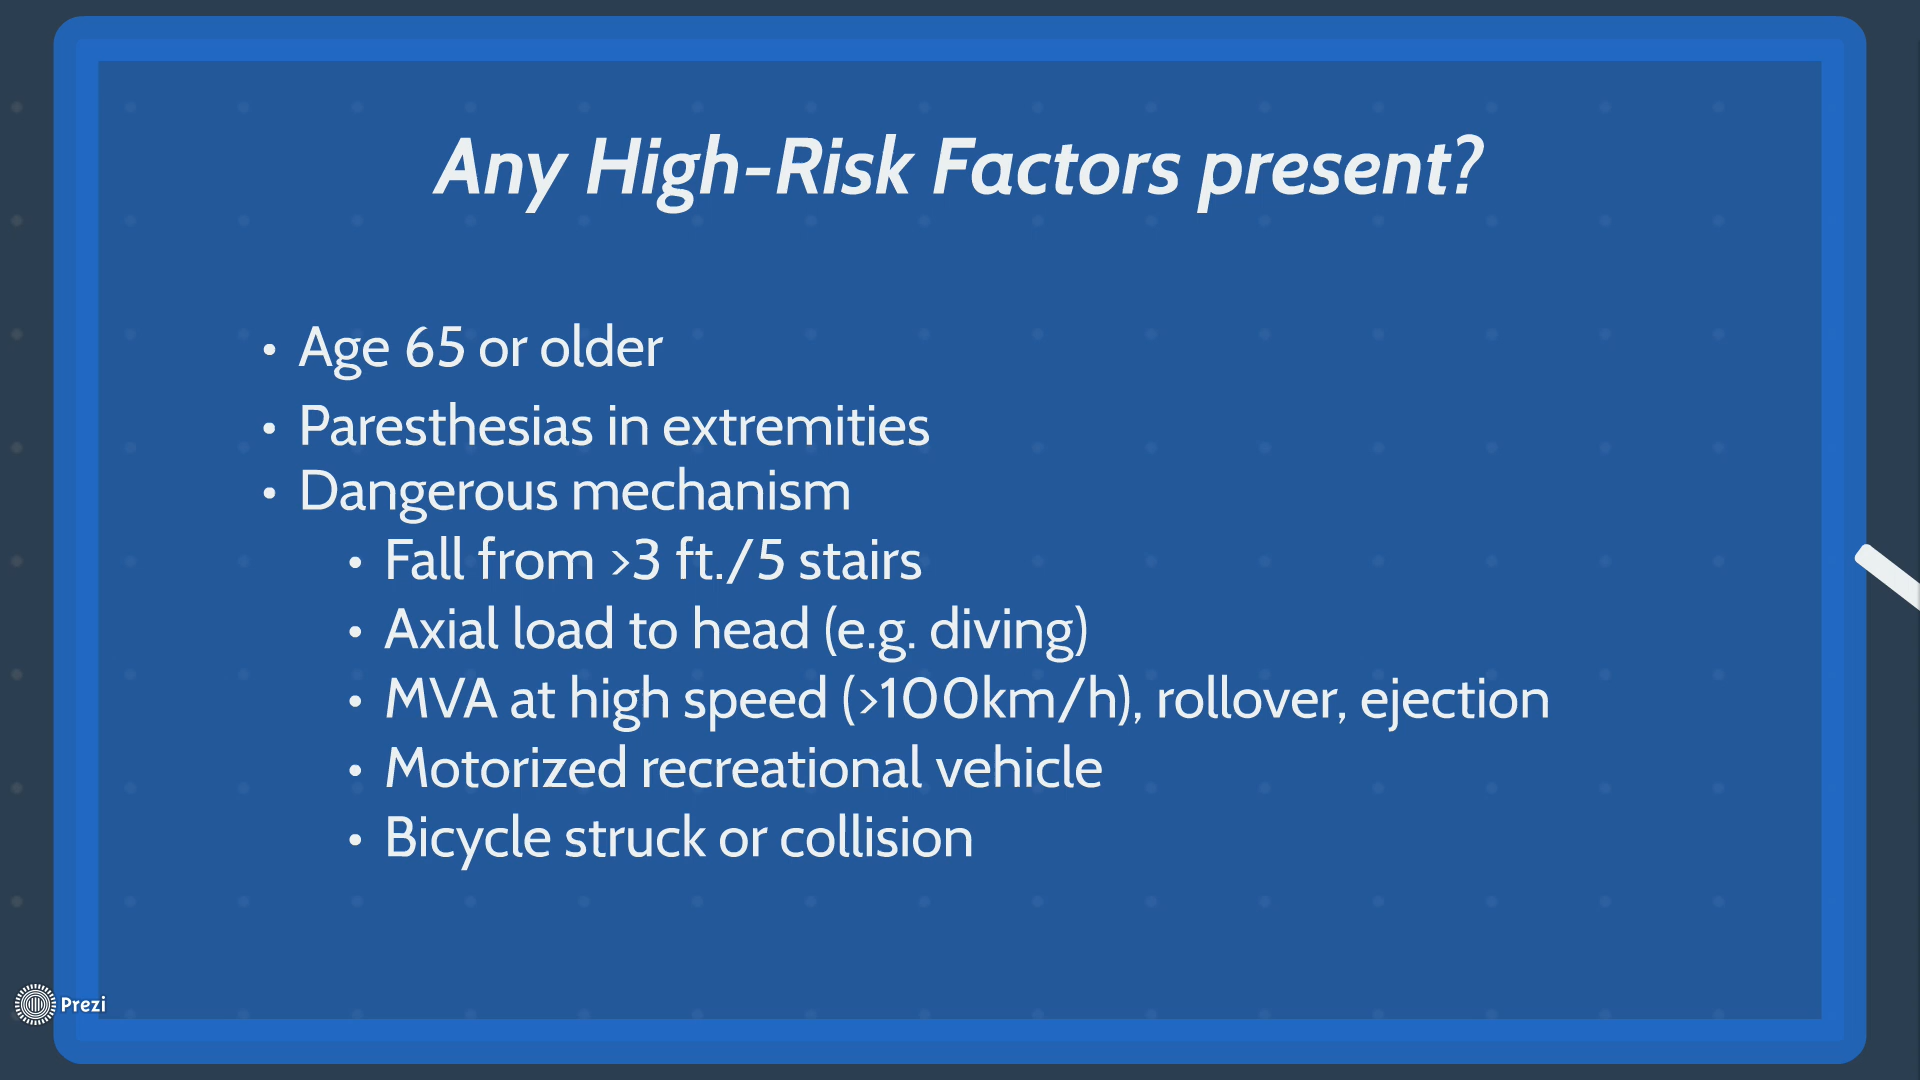 Any High-Risk Factors present?
• Age 65 or older
• Paresthesias in extremities
• Dangerous mechanism
• Fall from >3 ft./5 stairs
• Axial load to head (e.g. diving)
• MVA at high speed (>100km/h), rollover, ejection
• Motorized recreational vehicle
• Bicycle struck or collision
Prezi